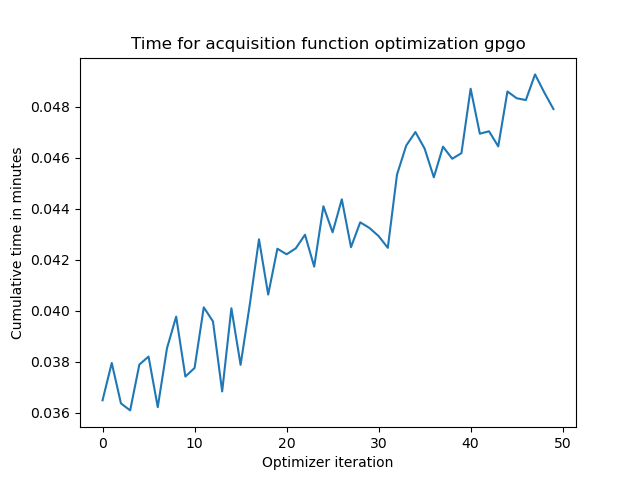 Time for acquisition function optimization gpgo
0.048
0.046
0.044
0.042
0.040
0.038
0.036
Cumulative time in minutes
0 10 20 30 40 50
Optimizer iteration